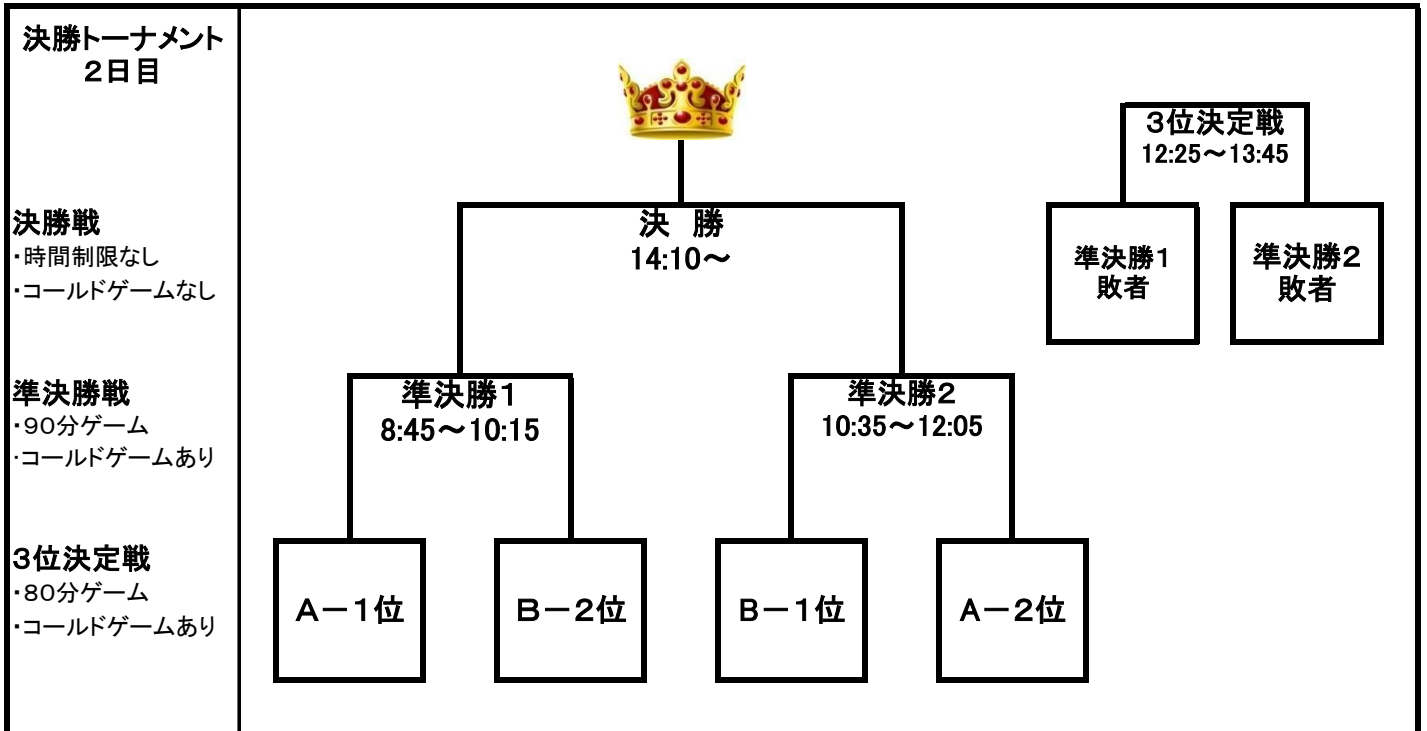 決勝トーナメント
２日目
決勝戦
・時間制限なし
・コールドゲームなし
準決勝戦
・９０分ゲーム
・コールドゲームあり
３位決定戦
・８０分ゲーム
・コールドゲームあり
決　勝
14:10～
３位決定戦
12:25～13:45
準決勝１
敗者
準決勝２
敗者
準決勝１
8:45～10:15
準決勝２
10:35～12:05
Ａ－１位
Ｂ－２位
Ｂ－１位
Ａ－２位